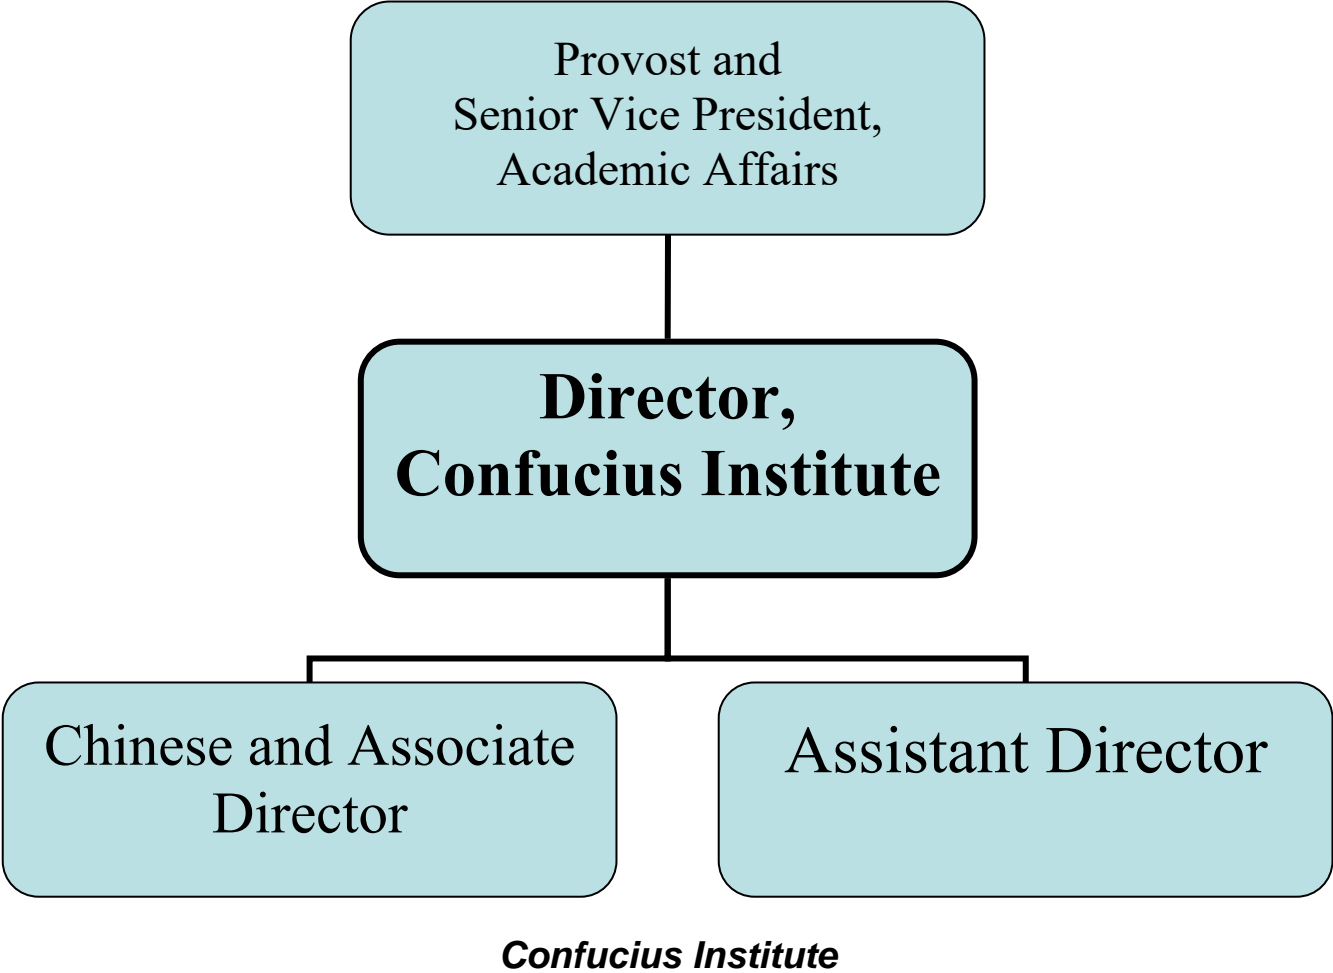 Provost and
Senior Vice President,
Academic Affairs
Director,
Confucius Institute
Chinese and Associate
Director
Assistant Director
Confucius Institute